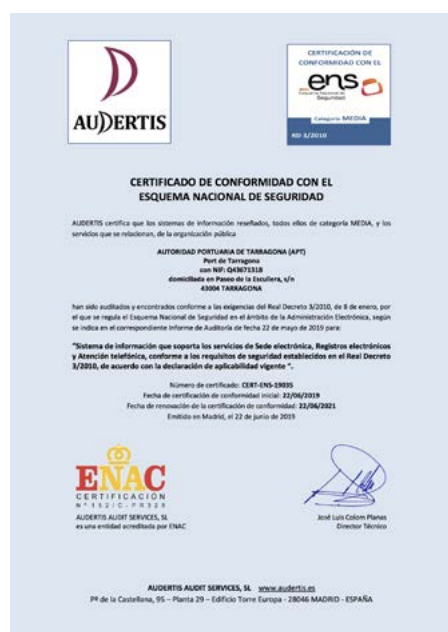 AUDERTIS
CERTIFICACIÓN DE
CONFORMIDAD CON EL
ens
Esquema Nacional de
Seguridad
Categoría MEDIA
RD 3/2010
CERTIFICADO DE CONFORMIDAD CON EL
ESQUEMA NACIONAL DE SEGURIDAD
AUDERTIS certifica que los sistemas de información reseñados, todos ellos de categoría MEDIA, y los
servicios que se relacionan, de la organización pública
AUTORIDAD PORTUARIA DE TARRAGONA (APT)
Port de Tarragona
con NIF: Q4367131B
domiciliada en Paseo de la Escullera, s/n
43004 TARRAGONA
han sido auditados y encontrados conforme a las exigencias del Real Decreto 3/2010, de 8 de enero, por
el que se regula el Esquema Nacional de Seguridad en el ámbito de la Administración Electrónica, según
se indica en el correspondiente Informe de Auditoría de fecha 22 de mayo de 2019 para:
"Sistema de información que soporta los servicios de Sede electrónica, Registros electrónicos
y Atención telefónica, conforme a los requisitos de seguridad establecidos en el Real Decreto
3/2010, de acuerdo con la declaración de aplicabilidad vigente ".
Número de certificado: CERT-ENS-19035
Fecha de certificación de conformidad inicial: 22/06/2019
Fecha de renovación de la certificación de conformidad: 22/06/2021
Emitido en Madrid, el 22 de junio de 2019
ENAC
CERTIFICACIÓN
Nº 152/C-PR328
AUDERTIS AUDIT SERVICES, SL
es una entidad acreditada por ENAC
José Luis Colom Planas
Director Técnico
AUDERTIS AUDIT SERVICES, SL www.audertis.es
Pº de la Castellana, 95 – Planta 29 – Edificio Torre Europa - 28046 MADRID - ESPAÑA